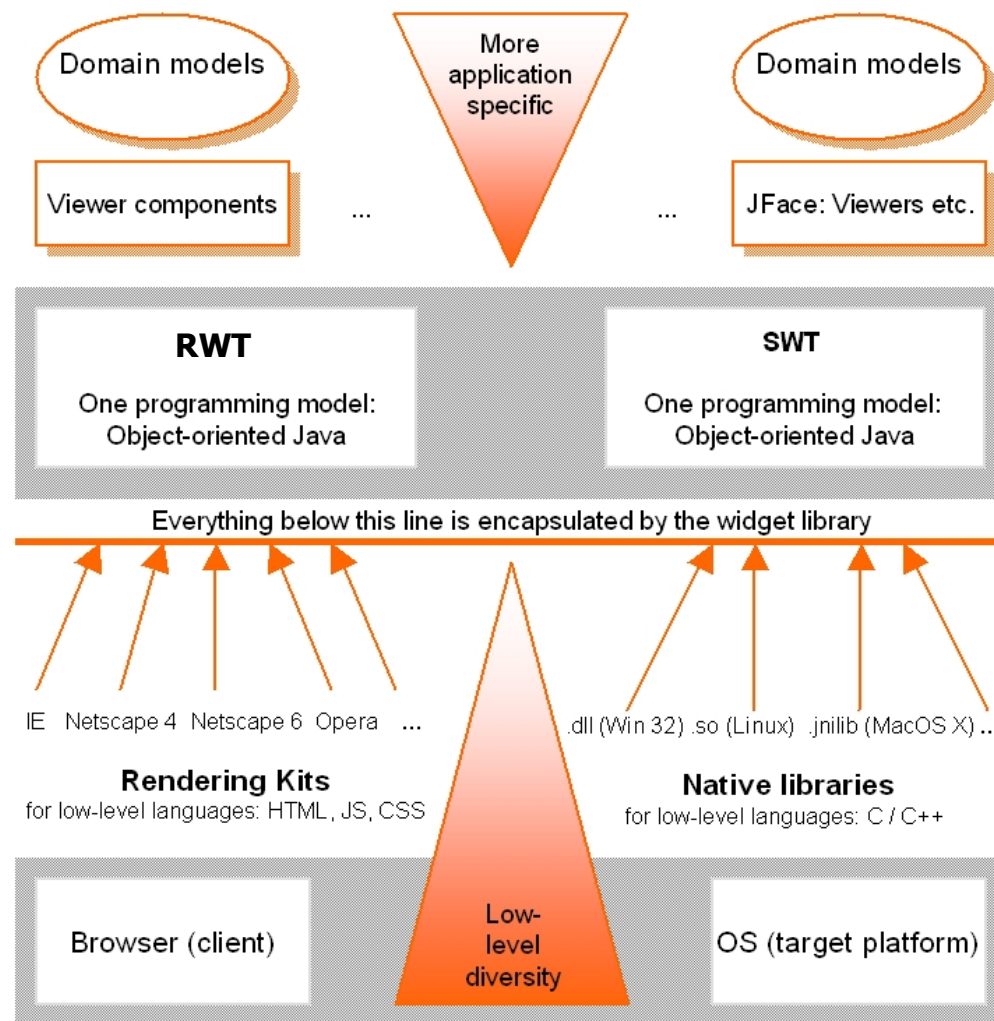 Domain models
More
application
specific
Domain models
Viewer components
...
...
JFace: Viewers etc.
RWT
One programming model:
Object-oriented Java
SWT
One programming model:
Object-oriented Java
Everything below this line is encapsulated by the widget library
IE Netscape 4 Netscape 6 Opera ...
.dll (Win 32) .so (Linux) .jnilib (MacOS X) ...
Rendering Kits
for low-level languages: HTML, JS, CSS
Native libraries
for low-level languages: C / C++
Browser (client)
Low-
level
diversity
OS (target platform)